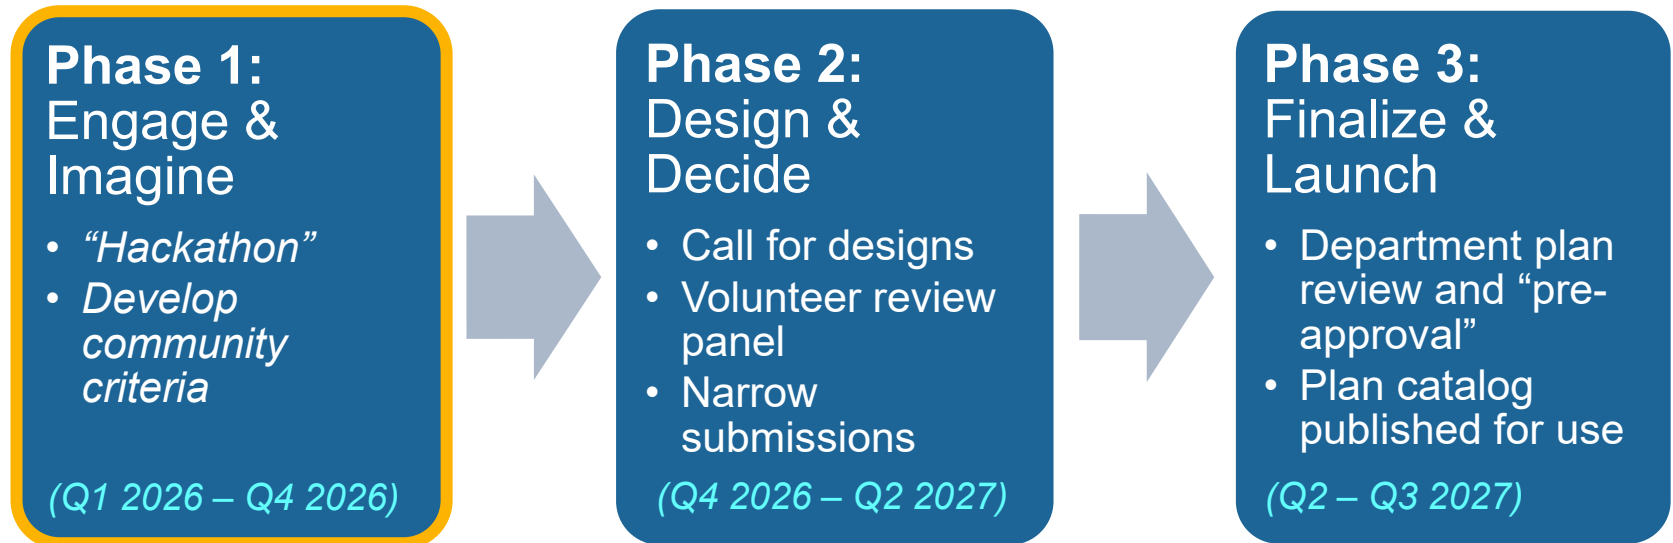 Phase 1:
Engage &
Imagine
• “Hackathon”
• Develop
community
criteria
(Q1 2026 – Q4 2026)
Phase 2:
Design &
Decide
• Call for designs
• Volunteer review
panel
• Narrow
submissions
(Q4 2026 – Q2 2027)
Phase 3:
Finalize &
Launch
• Department plan
review and “pre-
approval”
• Plan catalog
published for use
(Q2 – Q3 2027)